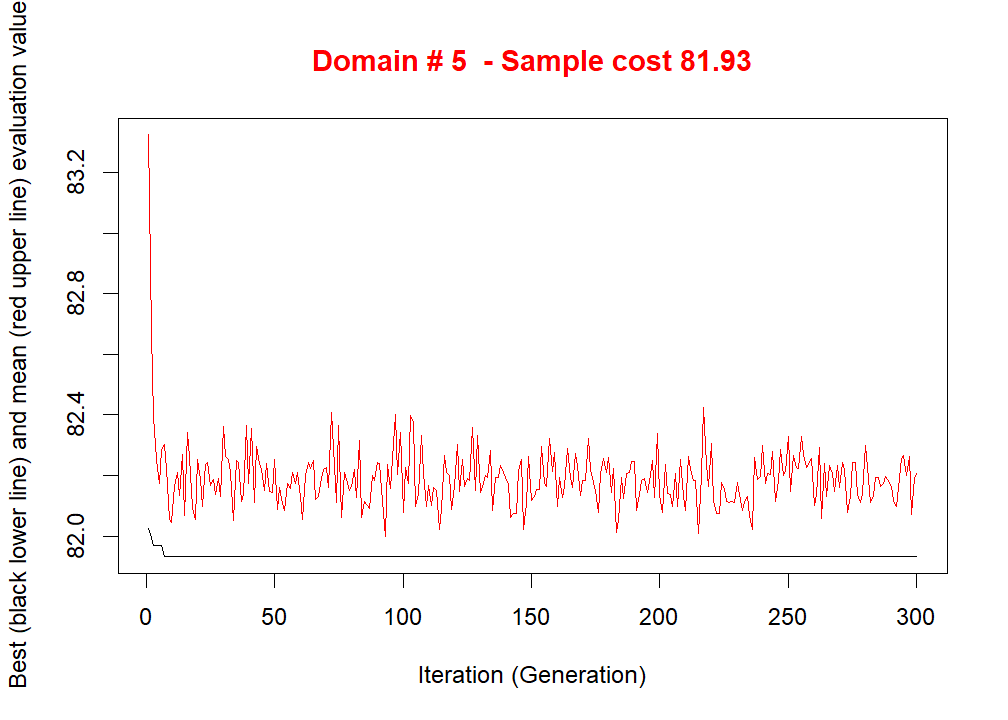 Domain # 5  - Sample cost 81.93
Best (black lower line) and mean (red upper line) evaluation value
83.2
82.8
82.4
82.0
0 50 100 150 200 250 300
Iteration (Generation)